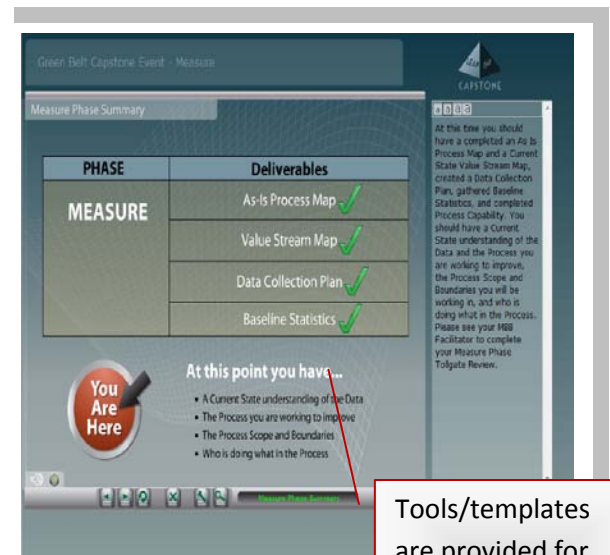 Green Belt Capstone Event - Measure
CAPSTONE
Measure Phase Summary
PHASE
Deliverables
MEASURE
As-Is Process Map
Value Stream Map
Data Collection Plan
Baseline Statistics
You
Are
Here
At this point you have...
• A Current State understanding of the Data
• The Process you are working to improve
• The Process Scope and Boundaries
• Who is doing what in the Process
At this time you should
have a completed an As Is
Process Map and a Current
State Value Stream Map,
created a Data Collection
Plan, gathered Baseline
Statistics, and completed
Process Capability. You
should have a Current
State understanding of the
Data and the Process you
are working to improve,
the Process Scope and
Boundaries you will be
working in, and who is
doing what in the Process.
Please see your MBB
Facilitator to complete
your Measure Phase
Tollgate Review.
Measure Phase Summary
Tools/templates
are provided for